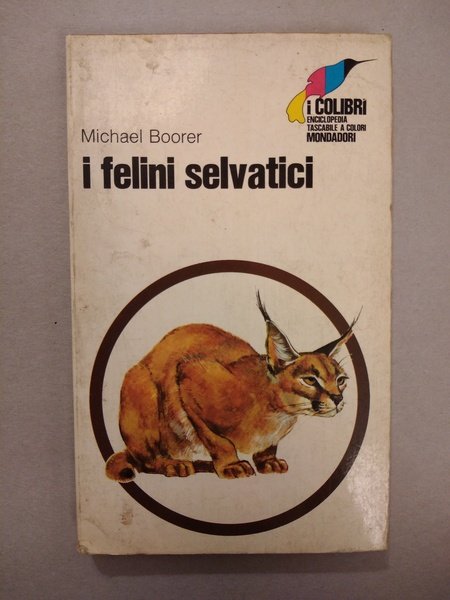 i COLIBRÌ
ENCICLOPEDIA
TASCABILE A COLORI
MONDADORI
Michael Boorer
i felini selvatici